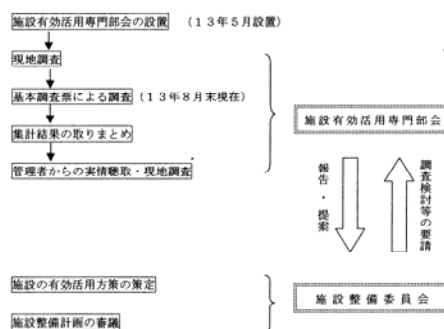 施設有効活用専門部会の設置 (13年5月設置)
現地調査
基本調査票による調査 (13年8月末現在)
集計結果の取りまとめ
管理者からの実情聴取・現地調査
施設有効活用専門部会
報告・提案
調査検討等の要請
施設の有効活用方策の策定
施設整備計画の審議
施設整備委員会